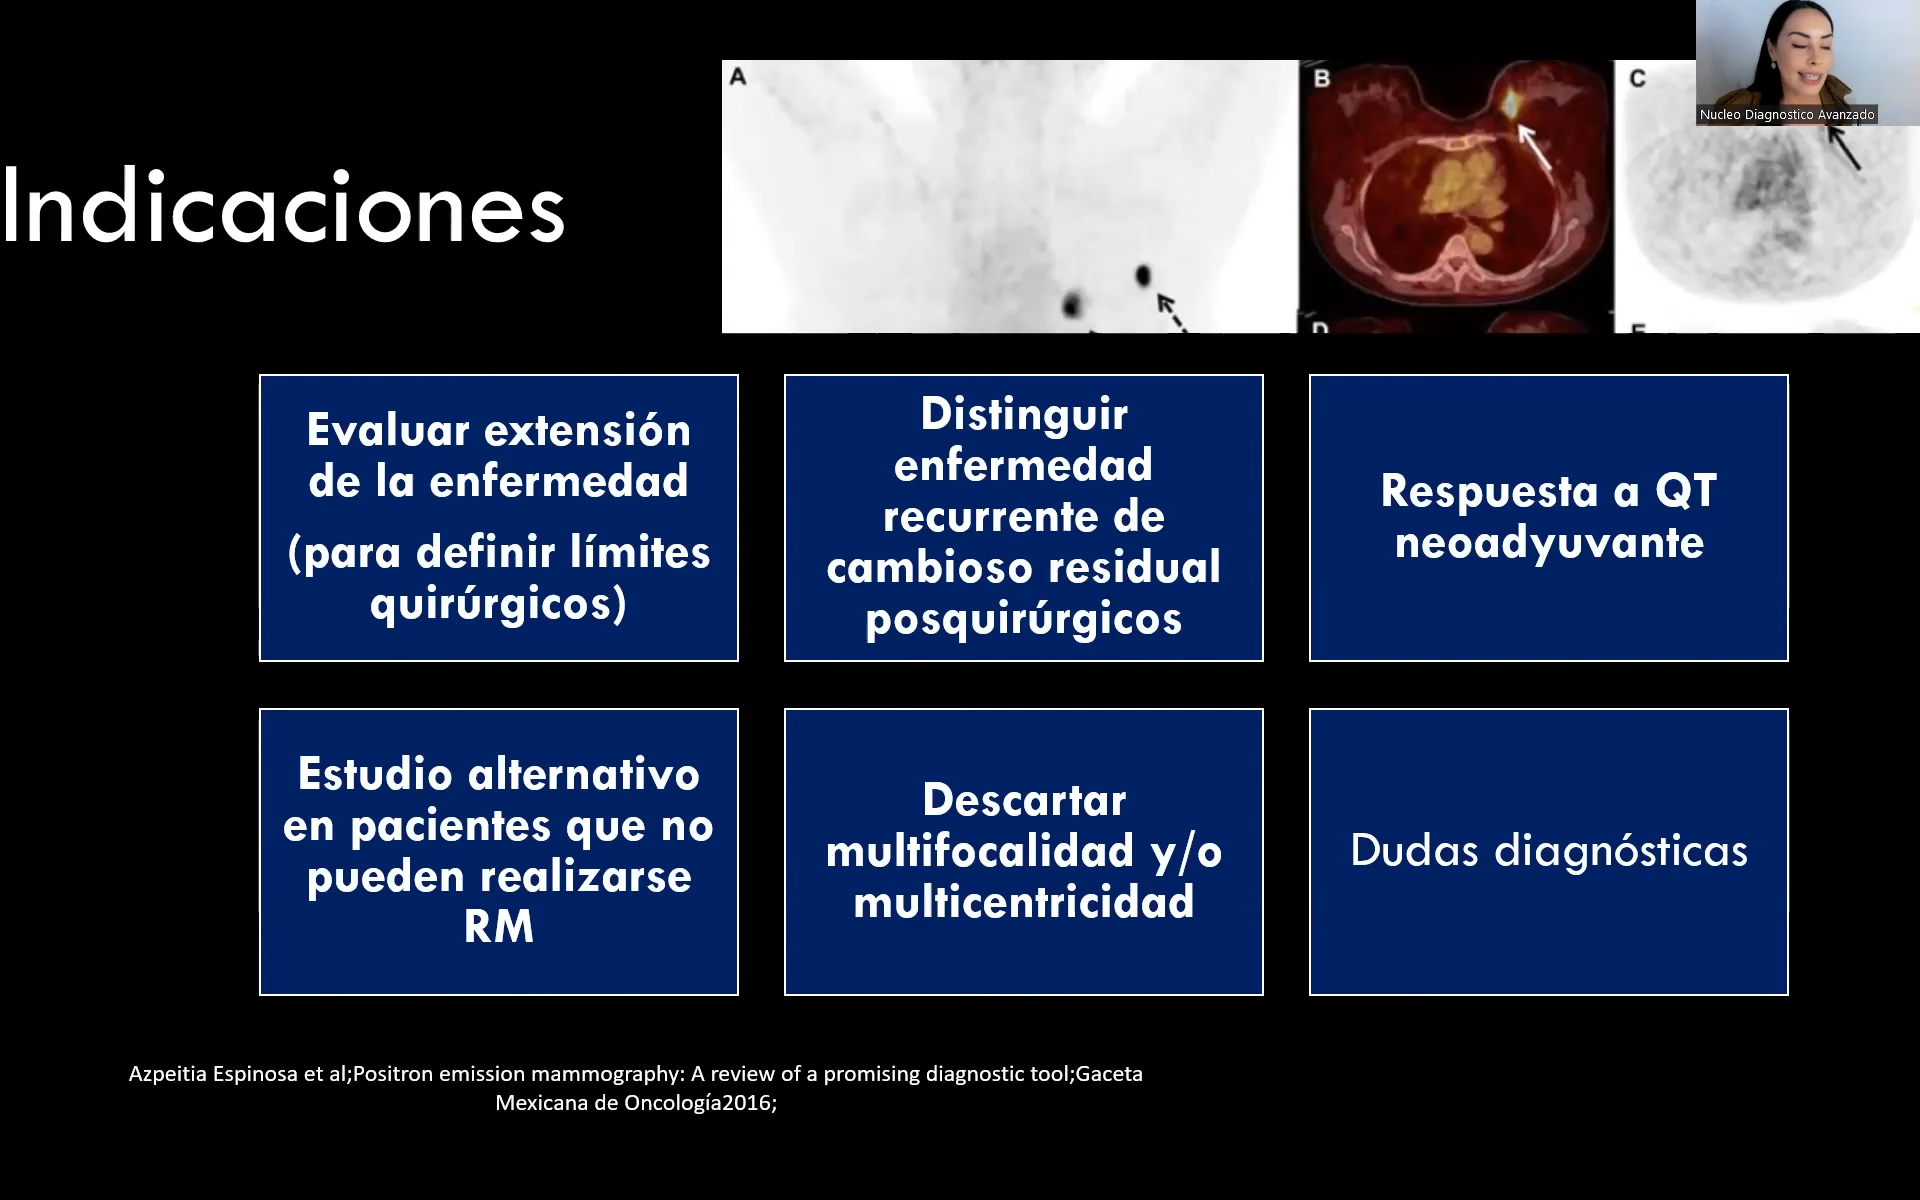 A
B
C
Nucleo Diagnostico Avanzado
Indicaciones
D
Evaluar extensión
de la enfermedad
(para definir límites
quirúrgicos)
Distinguir
enfermedad
recurrente de
cambioso residual
posquirúrgicos
Respuesta a QT
neoadyuvante
Estudio alternativo
en pacientes que no
pueden realizarse
RM
Descartar
multifocalidad y/o
multicentricidad
Dudas diagnósticas
Azpeitia Espinosa et al;Positron emission mammography: A review of a promising diagnostic tool;Gaceta
Mexicana de Oncología2016;